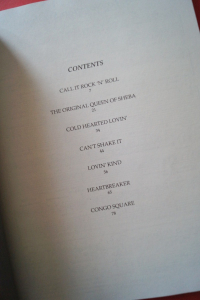 CONTENTS
CALL IT ROCK 'N' ROLL
THE ORIGINAL QUEEN OF SHEBA
COLD HEARTED LOVIN'
CAN'T SHAKE IT
LOVIN' KIND
HEARTBREAKER
CONGO SQUARE